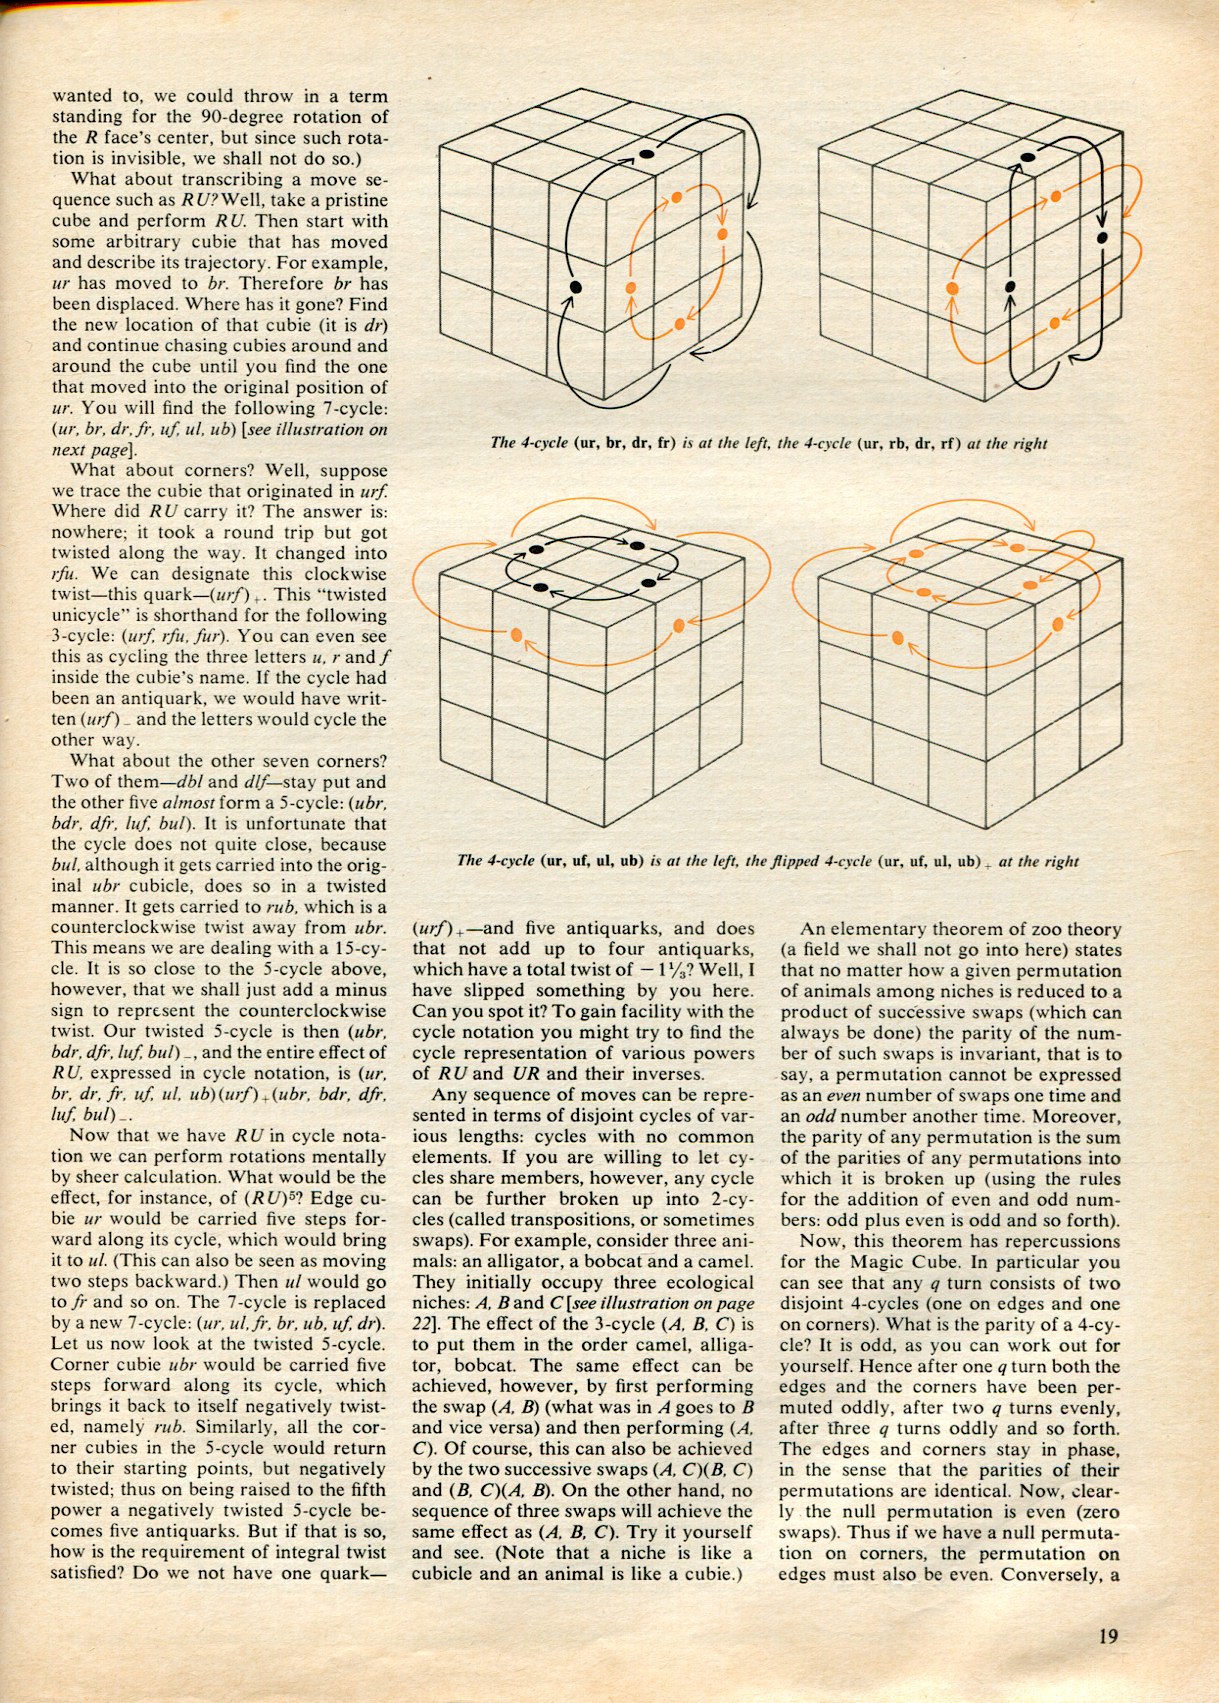 wanted to, we could throw in a term
standing for the 90-degree rotation of
the R face's center, but since such rota-
tion is invisible, we shall not do so.)
What about transcribing a move se-
quence such as RU? Well, take a pristine
cube and perform RU. Then start with
some arbitrary cubie that has moved
and describe its trajectory. For example,
ur has moved to br. Therefore br has
been displaced. Where has it gone? Find
the new location of that cubie (it is dr)
and continue chasing cubies around and
around the cube until you find the one
that moved into the original position of
ur. You will find the following 7-cycle:
(ur, br, dr, fr, uf, ul, ub) [see illustration on
next page].
What about corners? Well, suppose
we trace the cubie that originated in urf.
Where did RU carry it? The answer is:
nowhere; it took a round trip but got
twisted along the way. It changed into
rfu. We can designate this clockwise
twist—this quark—(urf)₊. This “twisted
unicycle” is shorthand for the following
3-cycle: (urf, rfu, fur). You can even see
this as cycling the three letters u, r and f
inside the cubie's name. If the cycle had
been an antiquark, we would have writ-
ten (urf)₋ and the letters would cycle the
other way.
What about the other seven corners?
Two of them—dbl and dlf—stay put and
the other five almost form a 5-cycle: (ubr,
bdr, dfr, luf, bul). It is unfortunate that
the cycle does not quite close, because
bul, although it gets carried into the orig-
inal ubr cubicle, does so in a twisted
manner. It gets carried to rub, which is a
counterclockwise twist away from ubr.
This means we are dealing with a 15-cy-
cle. It is so close to the 5-cycle above,
however, that we shall just add a minus
sign to represent the counterclockwise
twist. Our twisted 5-cycle is then (ubr,
bdr, dfr, luf, bul)₋, and the entire effect of
RU, expressed in cycle notation, is (ur,
br, dr, fr, uf, ul, ub)(urf)₊(ubr, bdr, dfr,
luf, bul)₋.
Now that we have RU in cycle nota-
tion we can perform rotations mentally
by sheer calculation. What would be the
effect, for instance, of (RU)⁵? Edge cu-
bie ur would be carried five steps for-
ward along its cycle, which would bring
it to ul. (This can also be seen as moving
two steps backward.) Then ul would go
to fr and so on. The 7-cycle is replaced
by a new 7-cycle: (ur, ul, fr, br, ub, uf, dr).
Let us now look at the twisted 5-cycle.
Corner cubie ubr would be carried five
steps forward along its cycle, which
brings it back to itself negatively twist-
ed, namely rub. Similarly, all the cor-
ner cubies in the 5-cycle would return
to their starting points, but negatively
twisted; thus on being raised to the fifth
power a negatively twisted 5-cycle be-
comes five antiquarks. But if that is so,
how is the requirement of integral twist
satisfied? Do we not have one quark—
The 4-cycle (ur, br, dr, fr) is at the left, the 4-cycle (ur, rb, dr, rf) at the right
The 4-cycle (ur, uf, ul, ub) is at the left, the flipped 4-cycle (ur, uf, ul, ub)₊ at the right
(urf)₊—and five antiquarks, and does
that not add up to four antiquarks,
which have a total twist of −1⅓? Well, I
have slipped something by you here.
Can you spot it? To gain facility with the
cycle notation you might try to find the
cycle representation of various powers
of RU and UR and their inverses.
Any sequence of moves can be repre-
sented in terms of disjoint cycles of var-
ious lengths: cycles with no common
elements. If you are willing to let cy-
cles share members, however, any cycle
can be further broken up into 2-cy-
cles (called transpositions, or sometimes
swaps). For example, consider three ani-
mals: an alligator, a bobcat and a camel.
They initially occupy three ecological
niches: A, B and C [see illustration on page
22]. The effect of the 3-cycle (A, B, C) is
to put them in the order camel, alliga-
tor, bobcat. The same effect can be
achieved, however, by first performing
the swap (A, B) (what was in A goes to B
and vice versa) and then performing (A,
C). Of course, this can also be achieved
by the two successive swaps (A, C)(B, C)
and (B, C)(A, B). On the other hand, no
sequence of three swaps will achieve the
same effect as (A, B, C). Try it yourself
and see. (Note that a niche is like a
cubicle and an animal is like a cubie.)
An elementary theorem of zoo theory
(a field we shall not go into here) states
that no matter how a given permutation
of animals among niches is reduced to a
product of successive swaps (which can
always be done) the parity of the num-
ber of such swaps is invariant, that is to
say, a permutation cannot be expressed
as an even number of swaps one time and
an odd number another time. Moreover,
the parity of any permutation is the sum
of the parities of any permutations into
which it is broken up (using the rules
for the addition of even and odd num-
bers: odd plus even is odd and so forth).
Now, this theorem has repercussions
for the Magic Cube. In particular you
can see that any q turn consists of two
disjoint 4-cycles (one on edges and one
on corners). What is the parity of a 4-cy-
cle? It is odd, as you can work out for
yourself. Hence after one q turn both the
edges and the corners have been per-
muted oddly, after two q turns evenly,
after three q turns oddly and so forth.
The edges and corners stay in phase,
in the sense that the parities of their
permutations are identical. Now, clear-
ly the null permutation is even (zero
swaps). Thus if we have a null permuta-
tion on corners, the permutation on
edges must also be even. Conversely, a
19